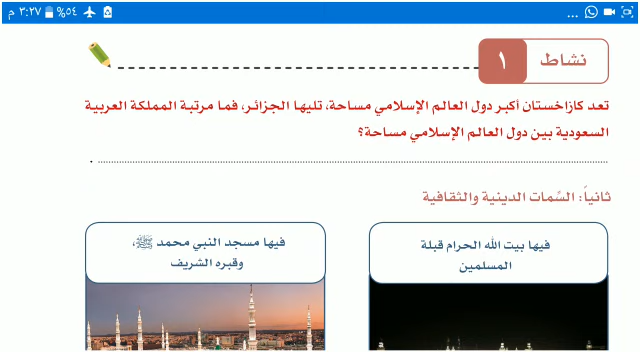 ٣:٢٧ م ٥٤%
نشاط ١
تعد كازاخستان أكبر دول العالم الإسلامي مساحة، تليها الجزائر، فما مرتبة المملكة العربية
السعودية بين دول العالم الإسلامي مساحة؟
ثانياً: السِّمات الدينية والثقافية
فيها بيت الله الحرام قبلة
المسلمين
فيها مسجد النبي محمد ﷺ،
وقبره الشريف